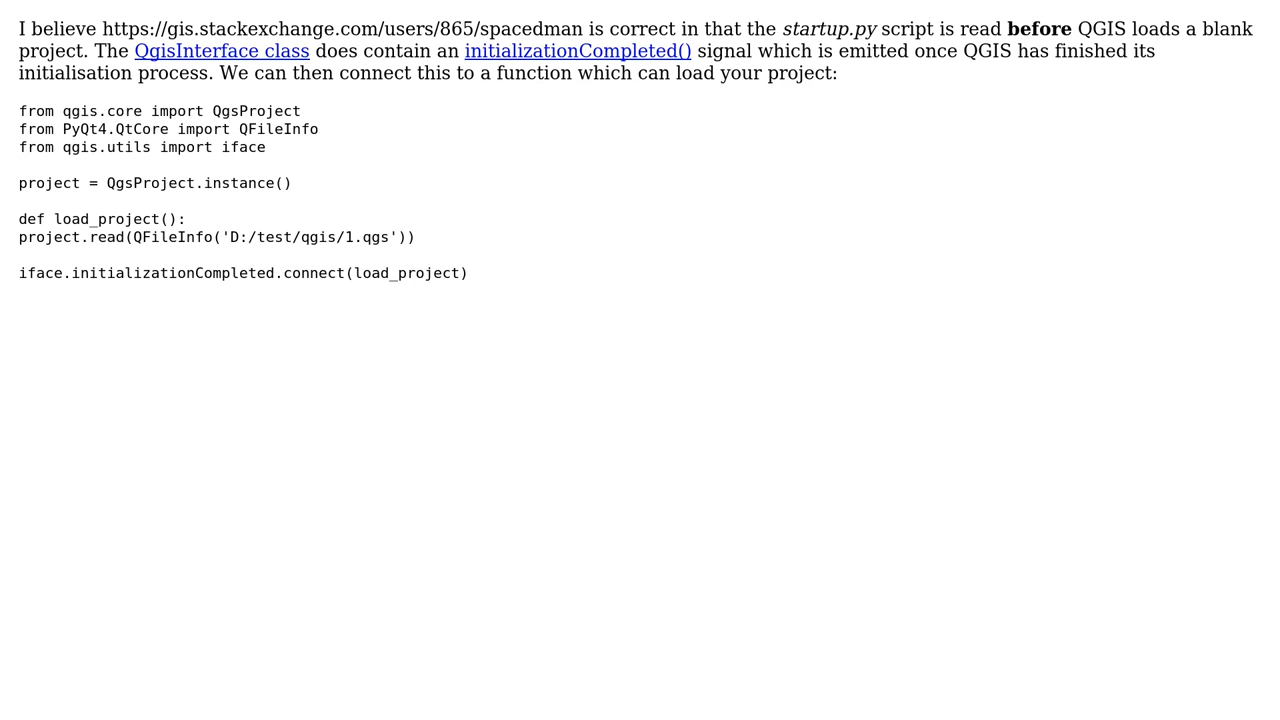 I believe https://gis.stackexchange.com/users/865/spacedman is correct in that the startup.py script is read before QGIS loads a blank
project. The QgisInterface class does contain an initializationCompleted() signal which is emitted once QGIS has finished its
initialisation process. We can then connect this to a function which can load your project:
from qgis.core import QgsProject
from PyQt4.QtCore import QFileInfo
from qgis.utils import iface
project = QgsProject.instance()
def load_project():
project.read(QFileInfo('D:/test/qgis/1.qgs'))
iface.initializationCompleted.connect(load_project)